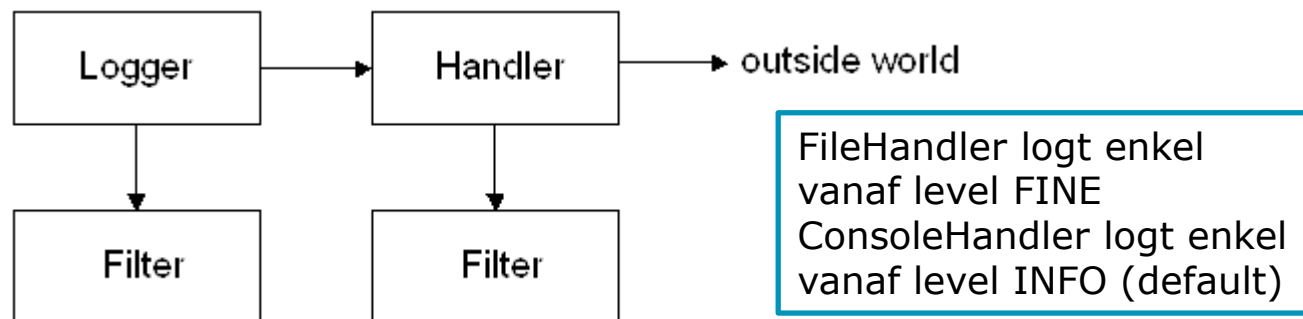 Logger
Handler
outside world
Filter
Filter
FileHandler logt enkel
vanaf level FINE
ConsoleHandler logt enkel
vanaf level INFO (default)